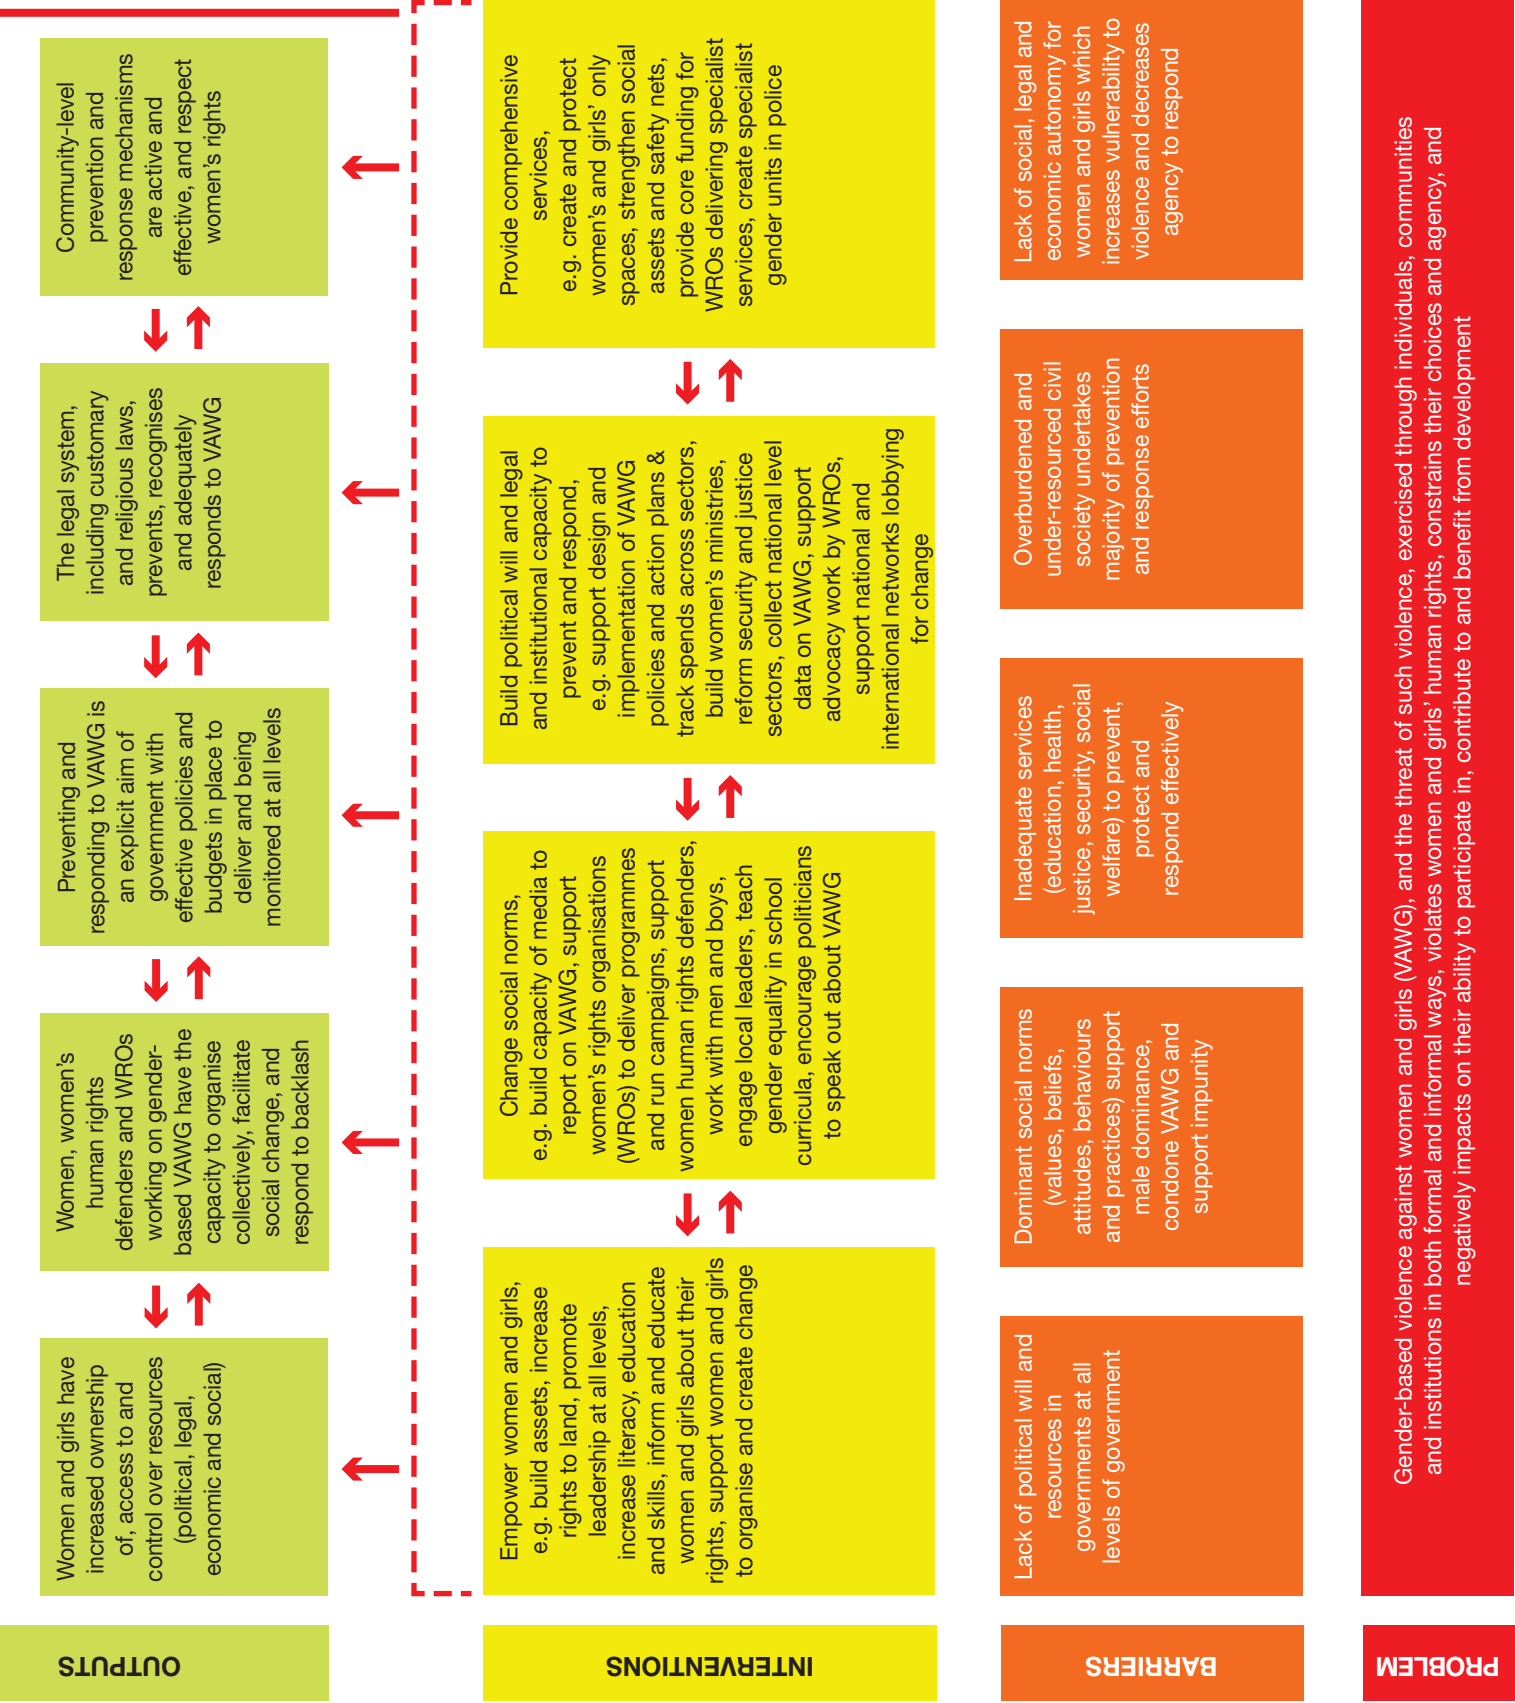 OUTPUTS
Women and girls have
increased ownership
of, access to and
control over resources
(political, legal,
economic and social)
Women, women’s
human rights
defenders and WROs
working on gender-
based VAWG have the
capacity to organise
collectively, facilitate
social change, and
respond to backlash
Preventing and
responding to VAWG is
an explicit aim of
government with
effective policies and
budgets in place to
deliver and being
monitored at all levels
The legal system,
including customary
and religious laws,
prevents, recognises
and adequately
responds to VAWG
Community-level
prevention and
response mechanisms
are active and
effective, and respect
women’s rights
INTERVENTIONS
Empower women and girls,
e.g. build assets, increase
rights to land, promote
leadership at all levels,
increase literacy, education
and skills, inform and educate
women and girls about their
rights, support women and girls
to organise and create change
Change social norms,
e.g. build capacity of media to
report on VAWG, support
women’s rights organisations
(WROs) to deliver programmes
and run campaigns, support
women human rights defenders,
work with men and boys,
engage local leaders, teach
gender equality in school
curricula, encourage politicians
to speak out about VAWG
Build political will and legal
and institutional capacity to
prevent and respond,
e.g. support design and
implementation of VAWG
policies and action plans &
track spends across sectors,
build women’s ministries,
reform security and justice
sectors, collect national level
data on VAWG, support
advocacy work by WROs,
support national and
international networks lobbying
for change
Provide comprehensive
services,
e.g. create and protect
women’s and girls’ only
spaces, strengthen social
assets and safety nets,
provide core funding for
WROs delivering specialist
services, create specialist
gender units in police
BARRIERS
Lack of political will and
resources in
governments at all
levels of government
Dominant social norms
(values, beliefs,
attitudes, behaviours
and practices) support
male dominance,
condone VAWG and
support impunity
Inadequate services
(education, health,
justice, security, social
welfare) to prevent,
protect and
respond effectively
Overburdened and
under-resourced civil
society undertakes
majority of prevention
and response efforts
Lack of social, legal and
economic autonomy for
women and girls which
increases vulnerability to
violence and decreases
agency to respond
PROBLEM
Gender-based violence against women and girls (VAWG), and the threat of such violence, exercised through individuals, communities
and institutions in both formal and informal ways, violates women and girls’ human rights, constrains their choices and agency, and
negatively impacts on their ability to participate in, contribute to and benefit from development